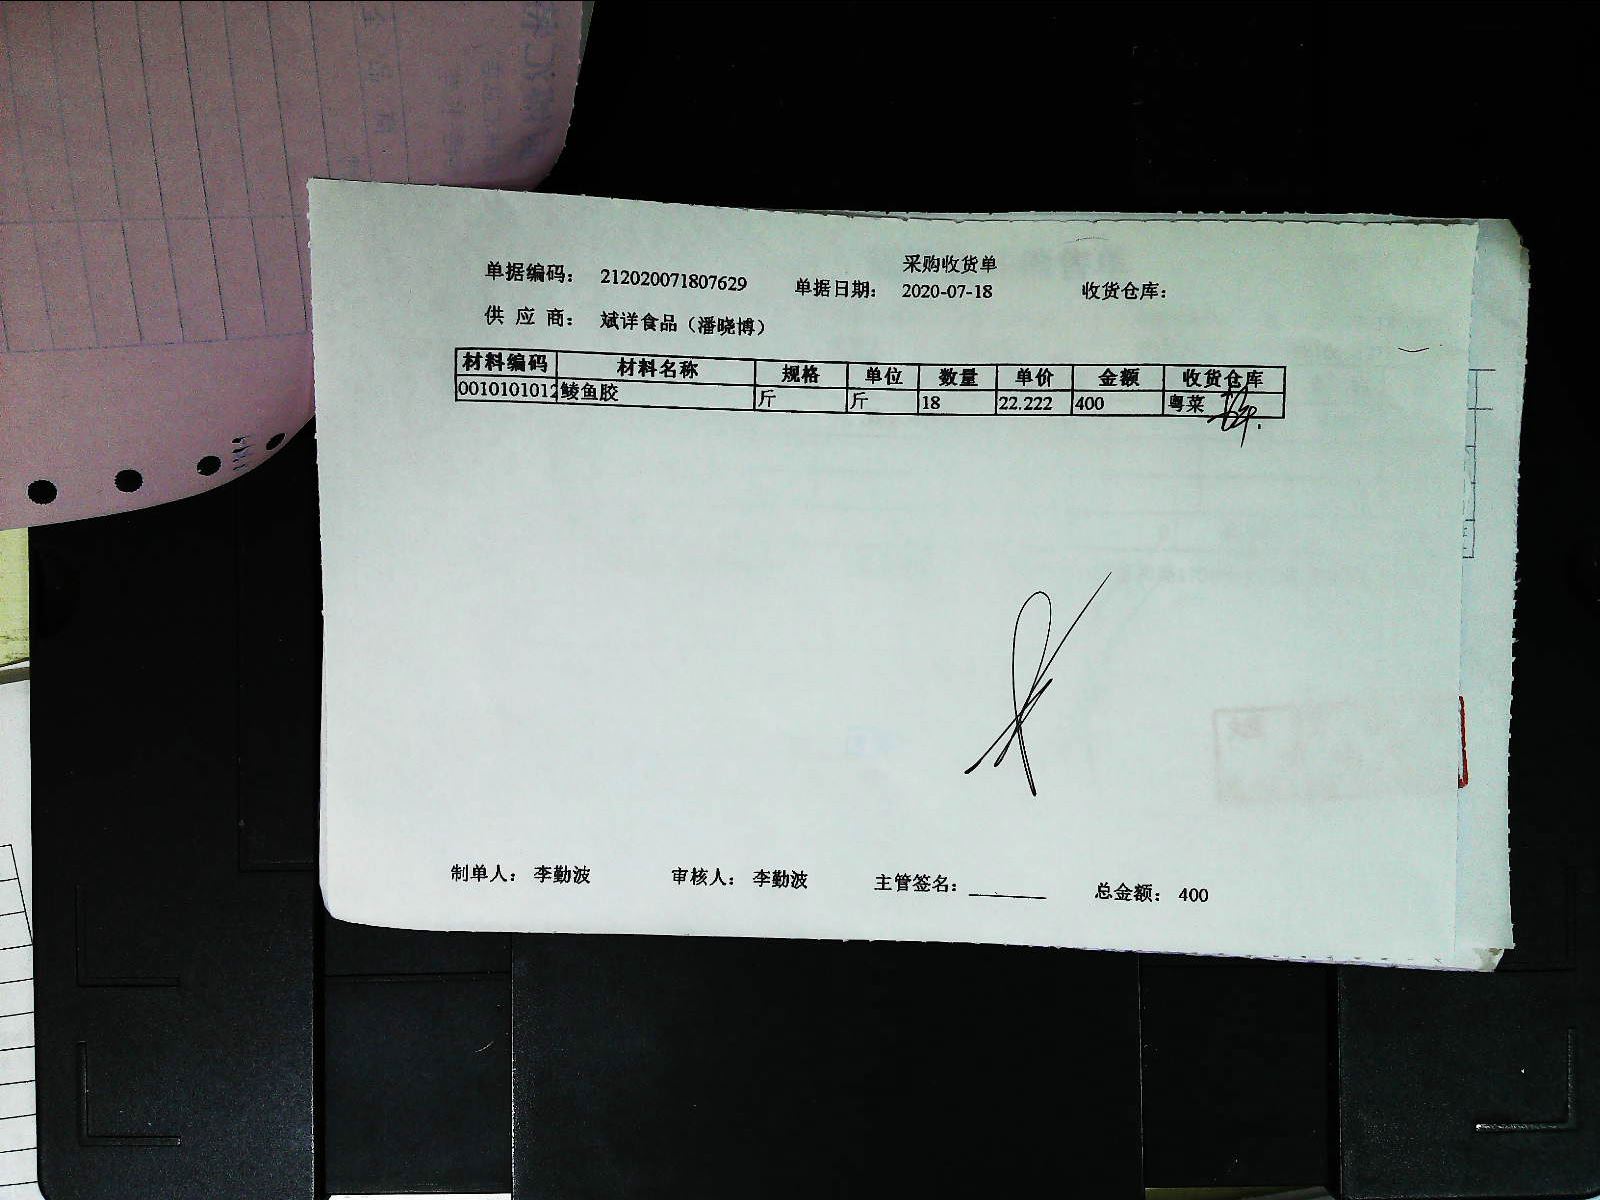 采购收货单
单据编码： 212020071807629 单据日期： 2020-07-18 收货仓库：
供 应 商： 斌洋食品（潘晓博）
材料编码 材料名称 规格 单位 数量 单价 金额 收货仓库
0010101012 鲮鱼胶 斤 斤 18 22.222 400 粤菜
制单人： 李勤波 审核人： 李勤波 主管签名： 总金额： 400